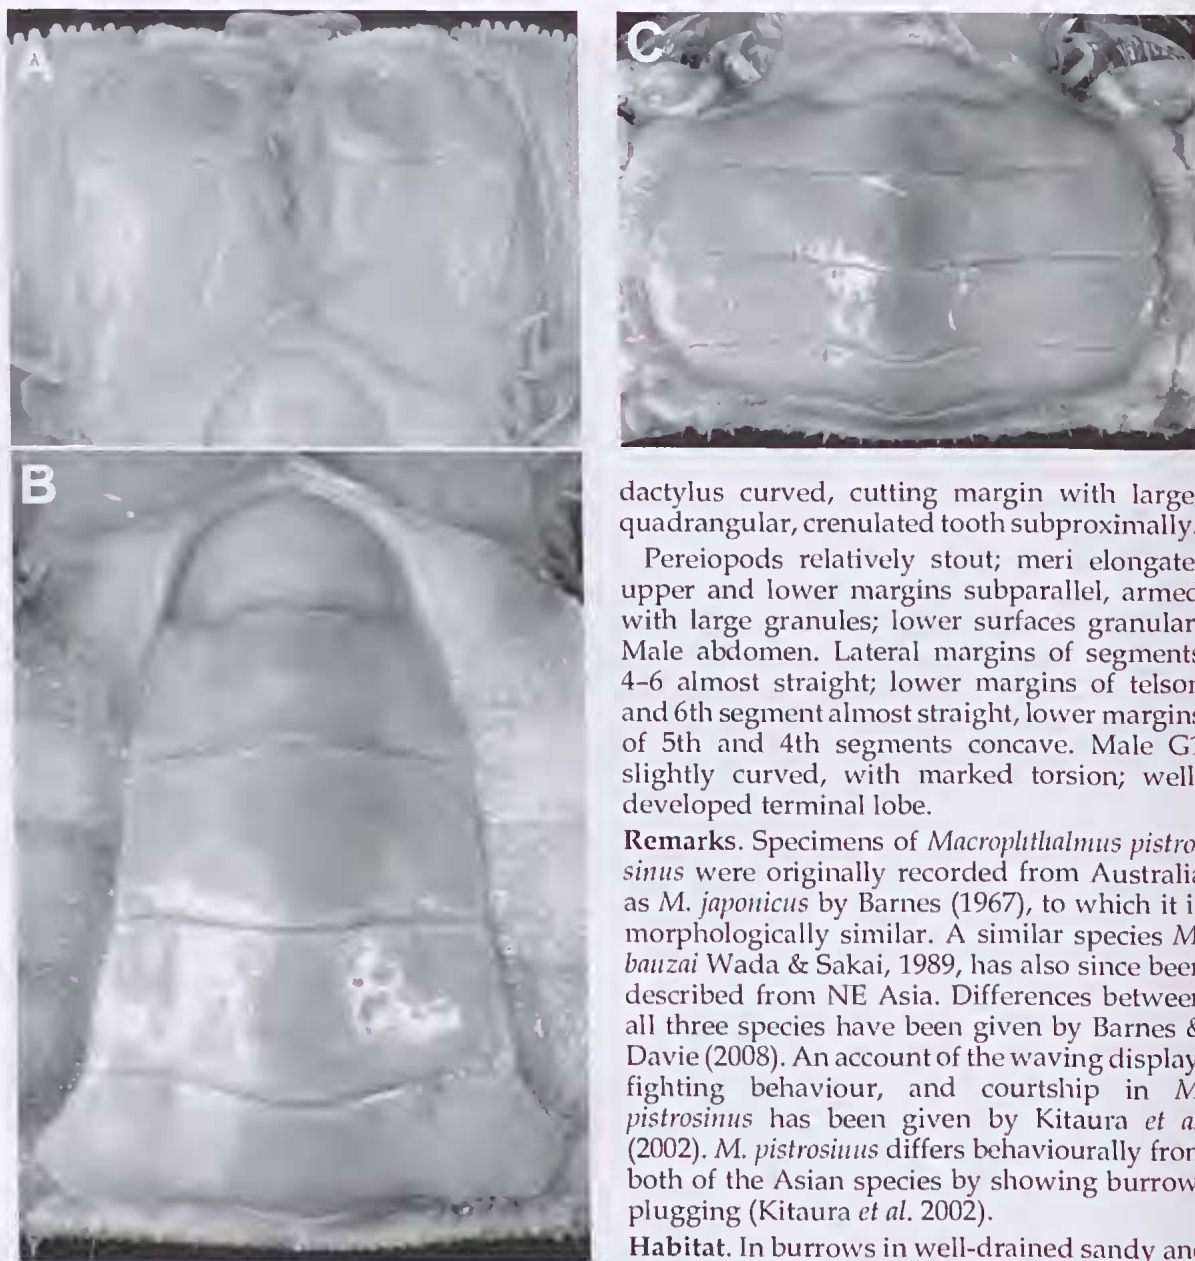 A
C
B
dactylus curved, cutting margin with large
quadrangular, crenulated tooth subproximally.
Pereiopods relatively stout; meri elongate
upper and lower margins subparallel, armed
with large granules; lower surfaces granular
Male abdomen. Lateral margins of segments
4–6 almost straight; lower margins of telson
and 6th segment almost straight, lower margins
of 5th and 4th segments concave. Male G1
slightly curved, with marked torsion; well
developed terminal lobe.
Remarks. Specimens of Macrophthalmus pistro
sinus were originally recorded from Australia
as M. japonicus by Barnes (1967), to which it i
morphologically similar. A similar species M
banzai Wada & Sakai, 1989, has also since been
described from NE Asia. Differences between
all three species have been given by Barnes &
Davie (2008). An account of the waving display
fighting behaviour, and courtship in M
pistrosinus has been given by Kitaura et al
(2002). M. pistrosinus differs behaviourally from
both of the Asian species by showing burrow
plugging (Kitaura et al. 2002).
Habitat. In burrows in well-drained sandy and